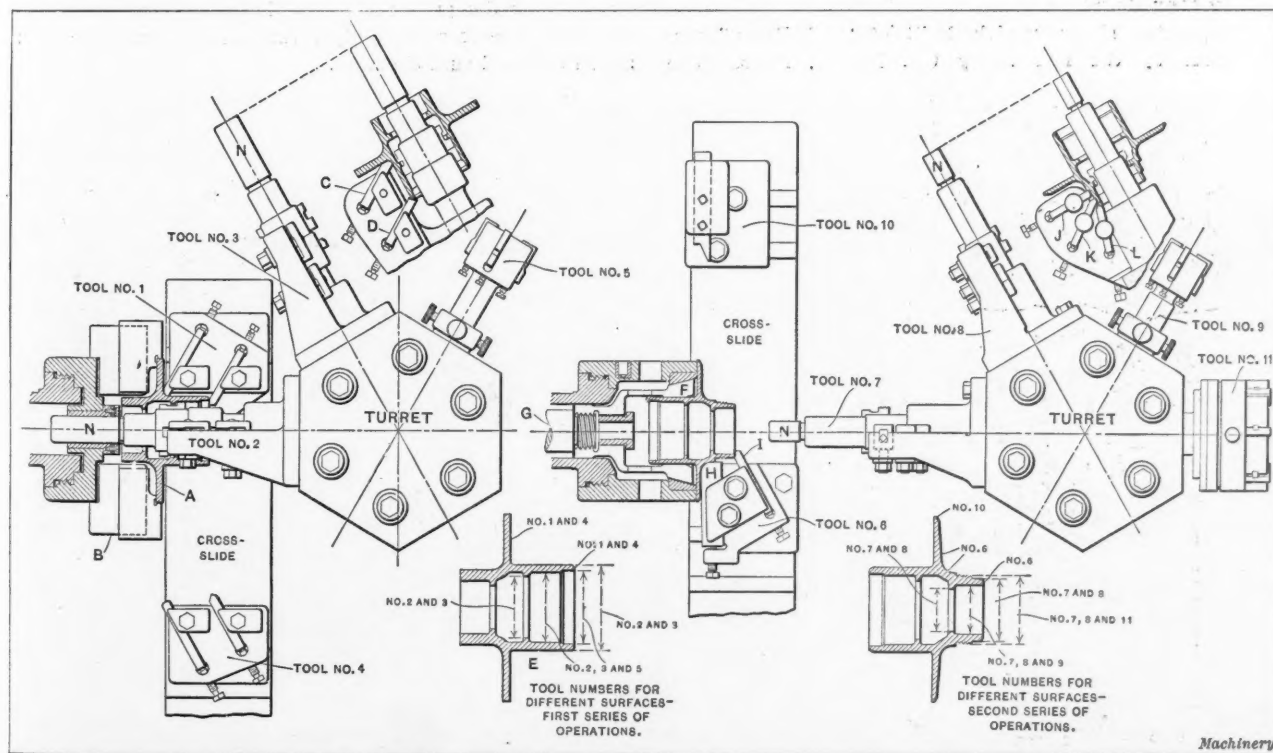 N
C
D
TOOL NO. 3
TOOL NO. 5
TOOL NO. 1
N
TOOL NO. 2
A
B
TURRET
CROSS-
SLIDE
TOOL NO. 4
NO. 1 AND 4
NO. 1 AND 4
NO. 2 AND 3
NO. 2 AND 3
NO. 2, 3 AND 5
E
TOOL NUMBERS FOR
DIFFERENT SURFACES—
FIRST SERIES OF
OPERATIONS.
TOOL NO. 10
CROSS-
SLIDE
F
G
H
I
TOOL NO. 7
N
TOOL NO. 6
N
J
K
L
TOOL NO. 8
TOOL NO. 9
TOOL NO. 11
TURRET
NO. 10
NO. 6
NO. 7 AND 8
NO. 6
NO. 7 AND 8
NO. 7, 8 AND 11
NO. 7, 8 AND 9
TOOL NUMBERS FOR
DIFFERENT SURFACES—
SECOND SERIES OF
OPERATIONS.
Machinery